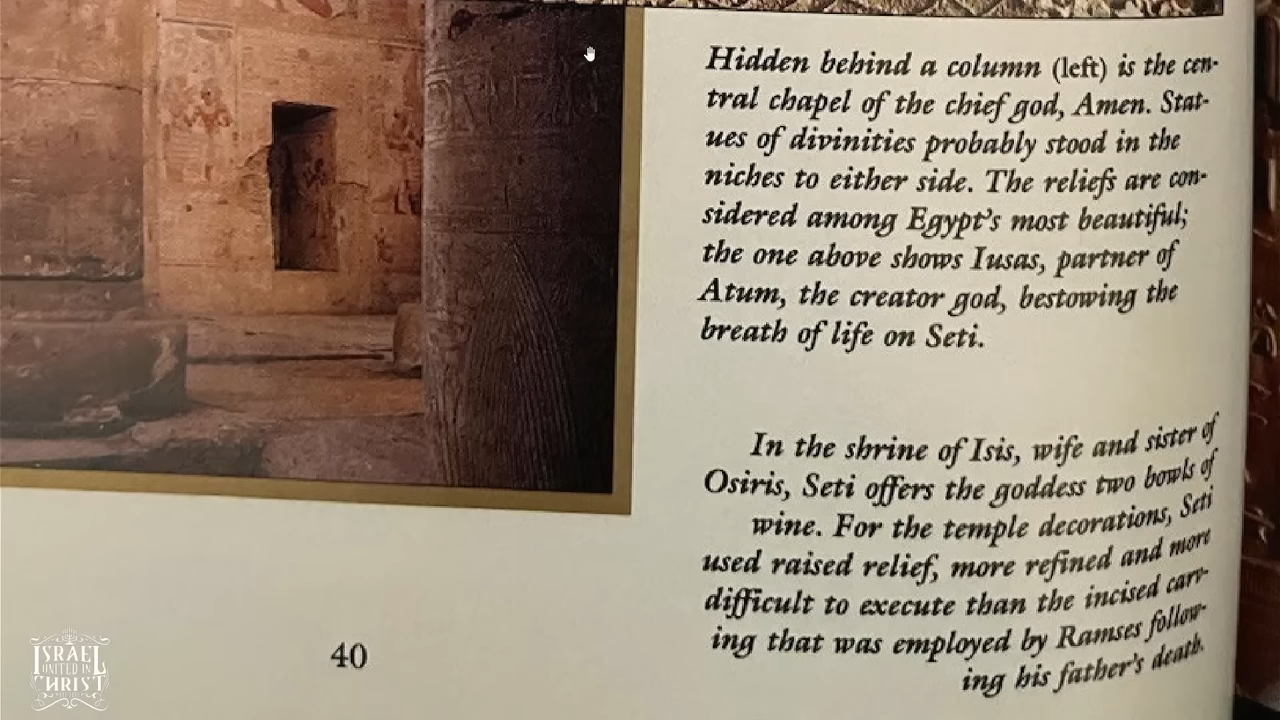 Hidden behind a column (left) is the cen-
tral chapel of the chief god, Amen. Stat-
ues of divinities probably stood in the
niches to either side. The reliefs are con-
sidered among Egypt's most beautiful;
the one above shows Iusas, partner of
Atum, the creator god, bestowing the
breath of life on Seti.
In the shrine of Isis, wife and sister of
Osiris, Seti offers the goddess two bowls of
wine. For the temple decorations, Seti
used raised relief, more refined and more
difficult to execute than the incised carv-
ing that was employed by Ramses follow-
ing his father's death.
40
ISRAEL
UNITED IN
CHRIST